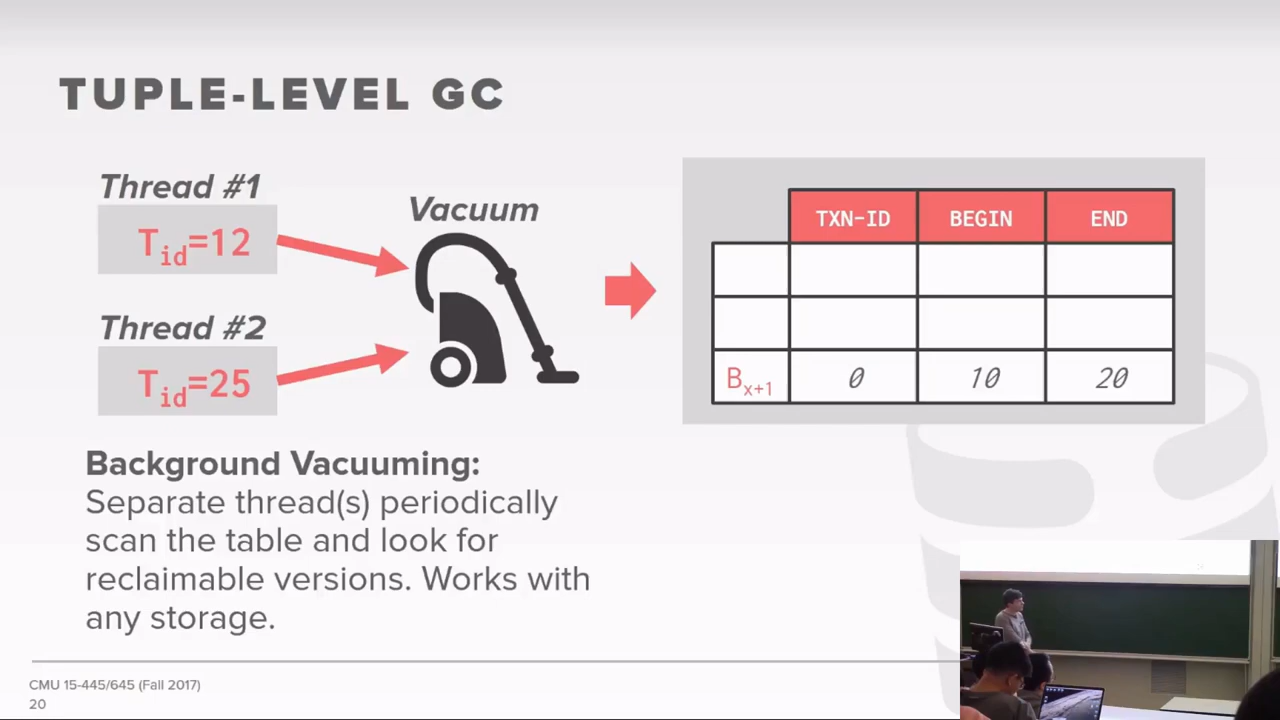 TUPLE-LEVEL GC
Thread #1
Tid=12
Vacuum
Thread #2
Tid=25
TXN-ID BEGIN END
Bx+1 0 10 20
Background Vacuuming:
Separate thread(s) periodically
scan the table and look for
reclaimable versions. Works with
any storage.
CMU 15-445/645 (Fall 2017)
20